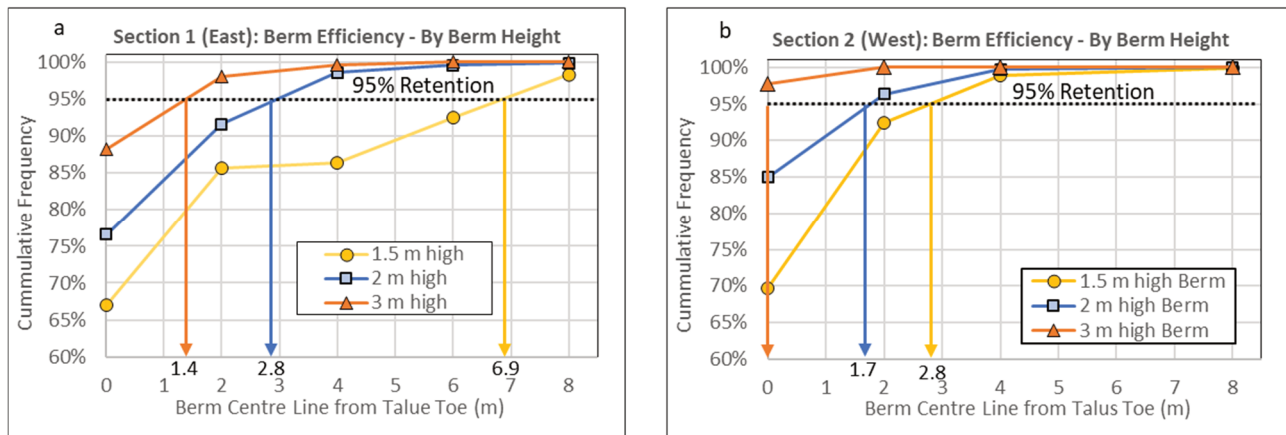 a
Section 1 (East): Berm Efficiency - By Berm Height
100%
95%
90%
85%
80%
75%
70%
65%
60%
Cummulative Frequency
95% Retention
1.5 m high
2 m high
3 m high
1.4
2.8
6.9
0 1 2 3 4 5 6 7 8
Berm Centre Line from Talue Toe (m)
b
Section 2 (West): Berm Efficiency - By Berm Height
100%
95%
90%
85%
80%
75%
70%
65%
60%
Cummulative Frequency
95% Retention
1.5 m high Berm
2 m high Berm
3 m high Berm
1.7
2.8
0 1 2 3 4 5 6 7 8
Berm Centre Line from Talus Toe (m)